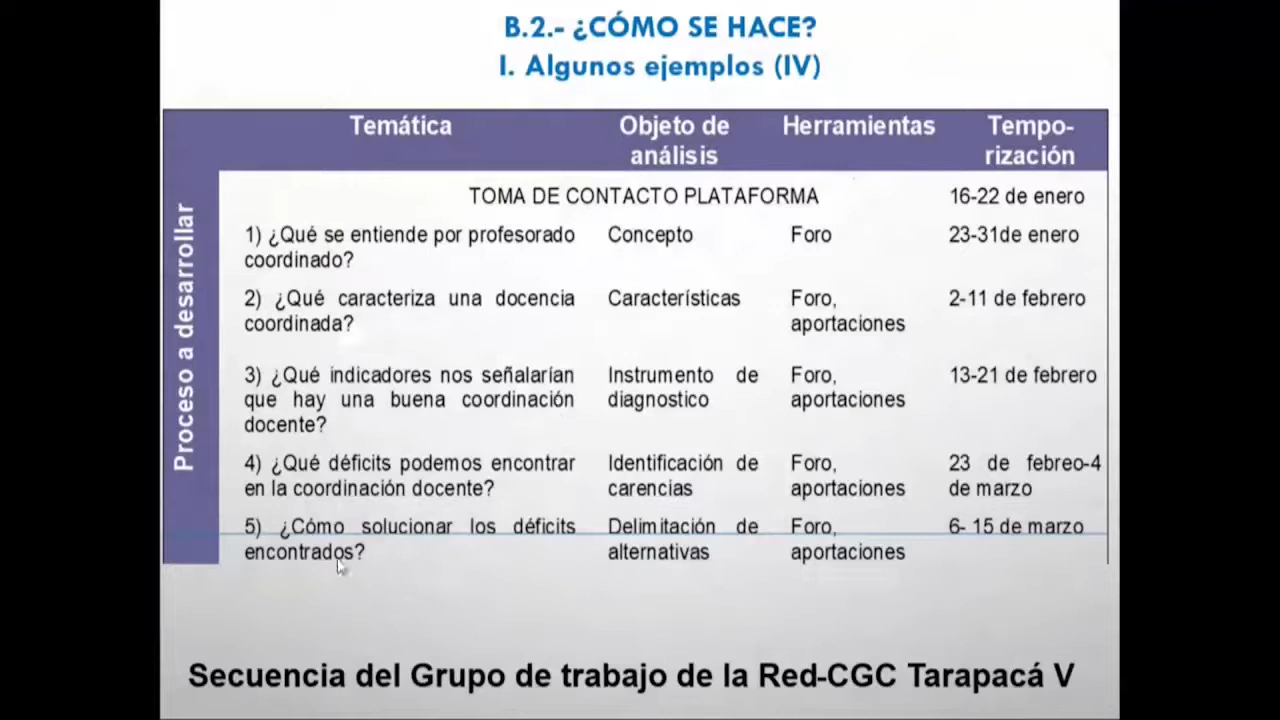 B.2.- ¿CÓMO SE HACE?
I. Algunos ejemplos (IV)
Temática
Objeto de
análisis
Herramientas
Tempo-
rización
Proceso a desarrollar
TOMA DE CONTACTO PLATAFORMA
16-22 de enero
1) ¿Qué se entiende por profesorado
coordinado?
Concepto
Foro
23-31de enero
2) ¿Qué caracteriza una docencia
coordinada?
Características
Foro,
aportaciones
2-11 de febrero
3) ¿Qué indicadores nos señalarían
que hay una buena coordinación
docente?
Instrumento de
diagnostico
Foro,
aportaciones
13-21 de febrero
4) ¿Qué déficits podemos encontrar
en la coordinación docente?
Identificación de
carencias
Foro,
aportaciones
23 de febreo-4
de marzo
5) ¿Cómo solucionar los déficits
encontrados?
Delimitación de
alternativas
Foro,
aportaciones
6- 15 de marzo
Secuencia del Grupo de trabajo de la Red-CGC Tarapacá V